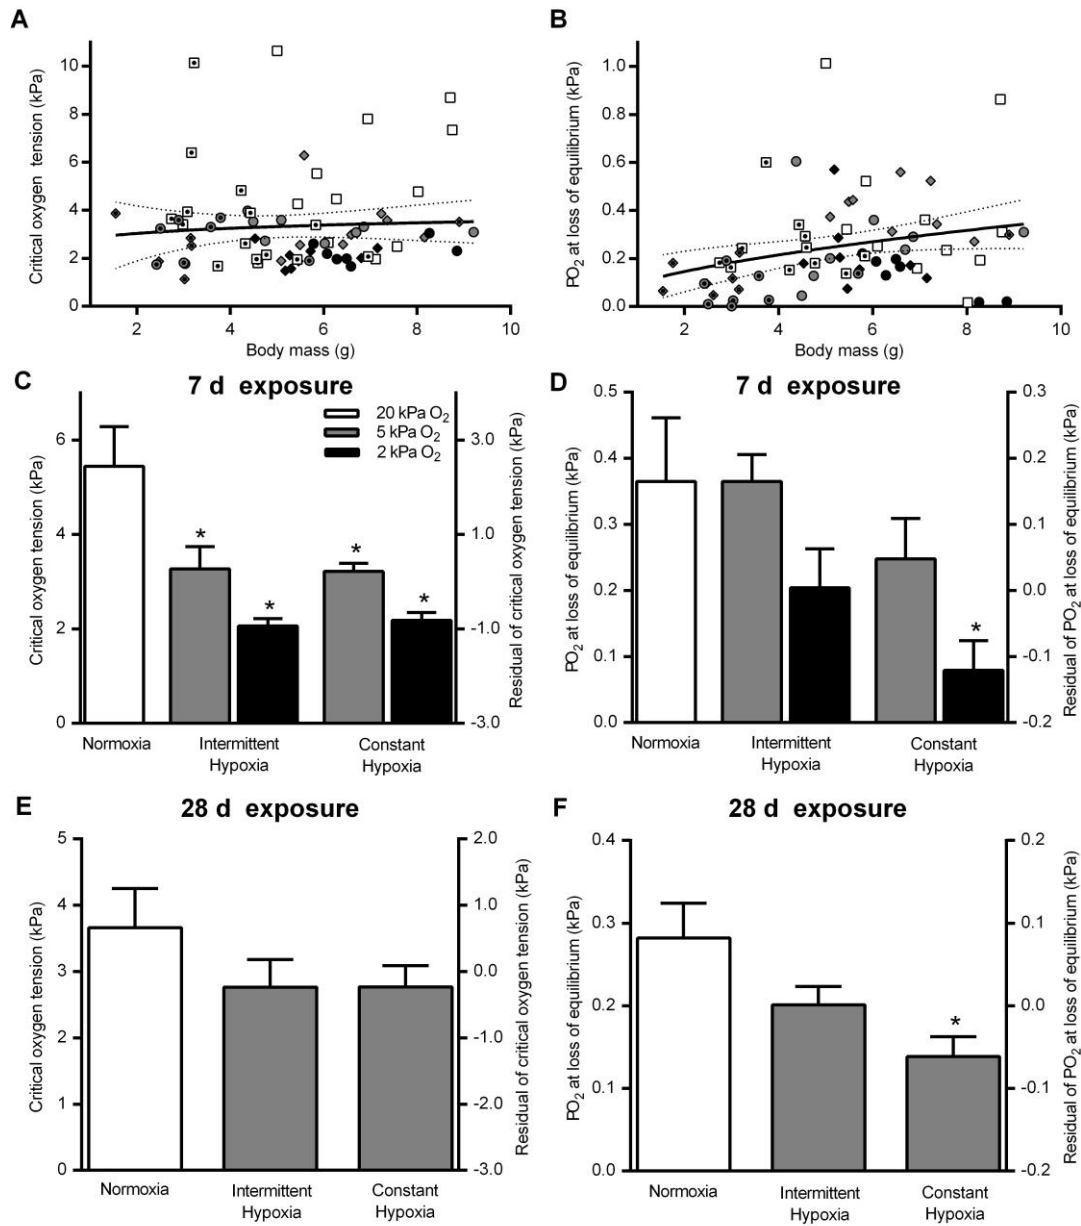 A
Critical oxygen tension (kPa)
10
8
6
4
2
0
2
4
6
8
10
Body mass (g)
B
PO2 at loss of equilibrium (kPa)
1.0
0.8
0.6
0.4
0.2
0.0
2
4
6
8
10
Body mass (g)
C
7 d exposure
20 kPa O2
5 kPa O2
2 kPa O2
Critical oxygen tension (kPa)
6
4
2
0
* * * *
3.0
1.0
-1.0
-3.0
Residual of critical oxygen tension (kPa)
Normoxia
Intermittent
Hypoxia
Constant
Hypoxia
D
7 d exposure
PO2 at loss of equilibrium (kPa)
0.5
0.4
0.3
0.2
0.1
0.0
*
0.3
0.2
0.1
0.0
-0.1
-0.2
Residual of PO2 at loss of equilibrium (kPa)
Normoxia
Intermittent
Hypoxia
Constant
Hypoxia
E
28 d exposure
Critical oxygen tension (kPa)
5
4
3
2
1
0
2.0
1.0
0.0
-1.0
-2.0
-3.0
Residual of critical oxygen tension (kPa)
Normoxia
Intermittent
Hypoxia
Constant
Hypoxia
F
28 d exposure
PO2 at loss of equilibrium (kPa)
0.4
0.3
0.2
0.1
0.0
*
0.2
0.1
0.0
-0.1
-0.2
Residual of PO2 at loss of equilibrium (kPa)
Normoxia
Intermittent
Hypoxia
Constant
Hypoxia